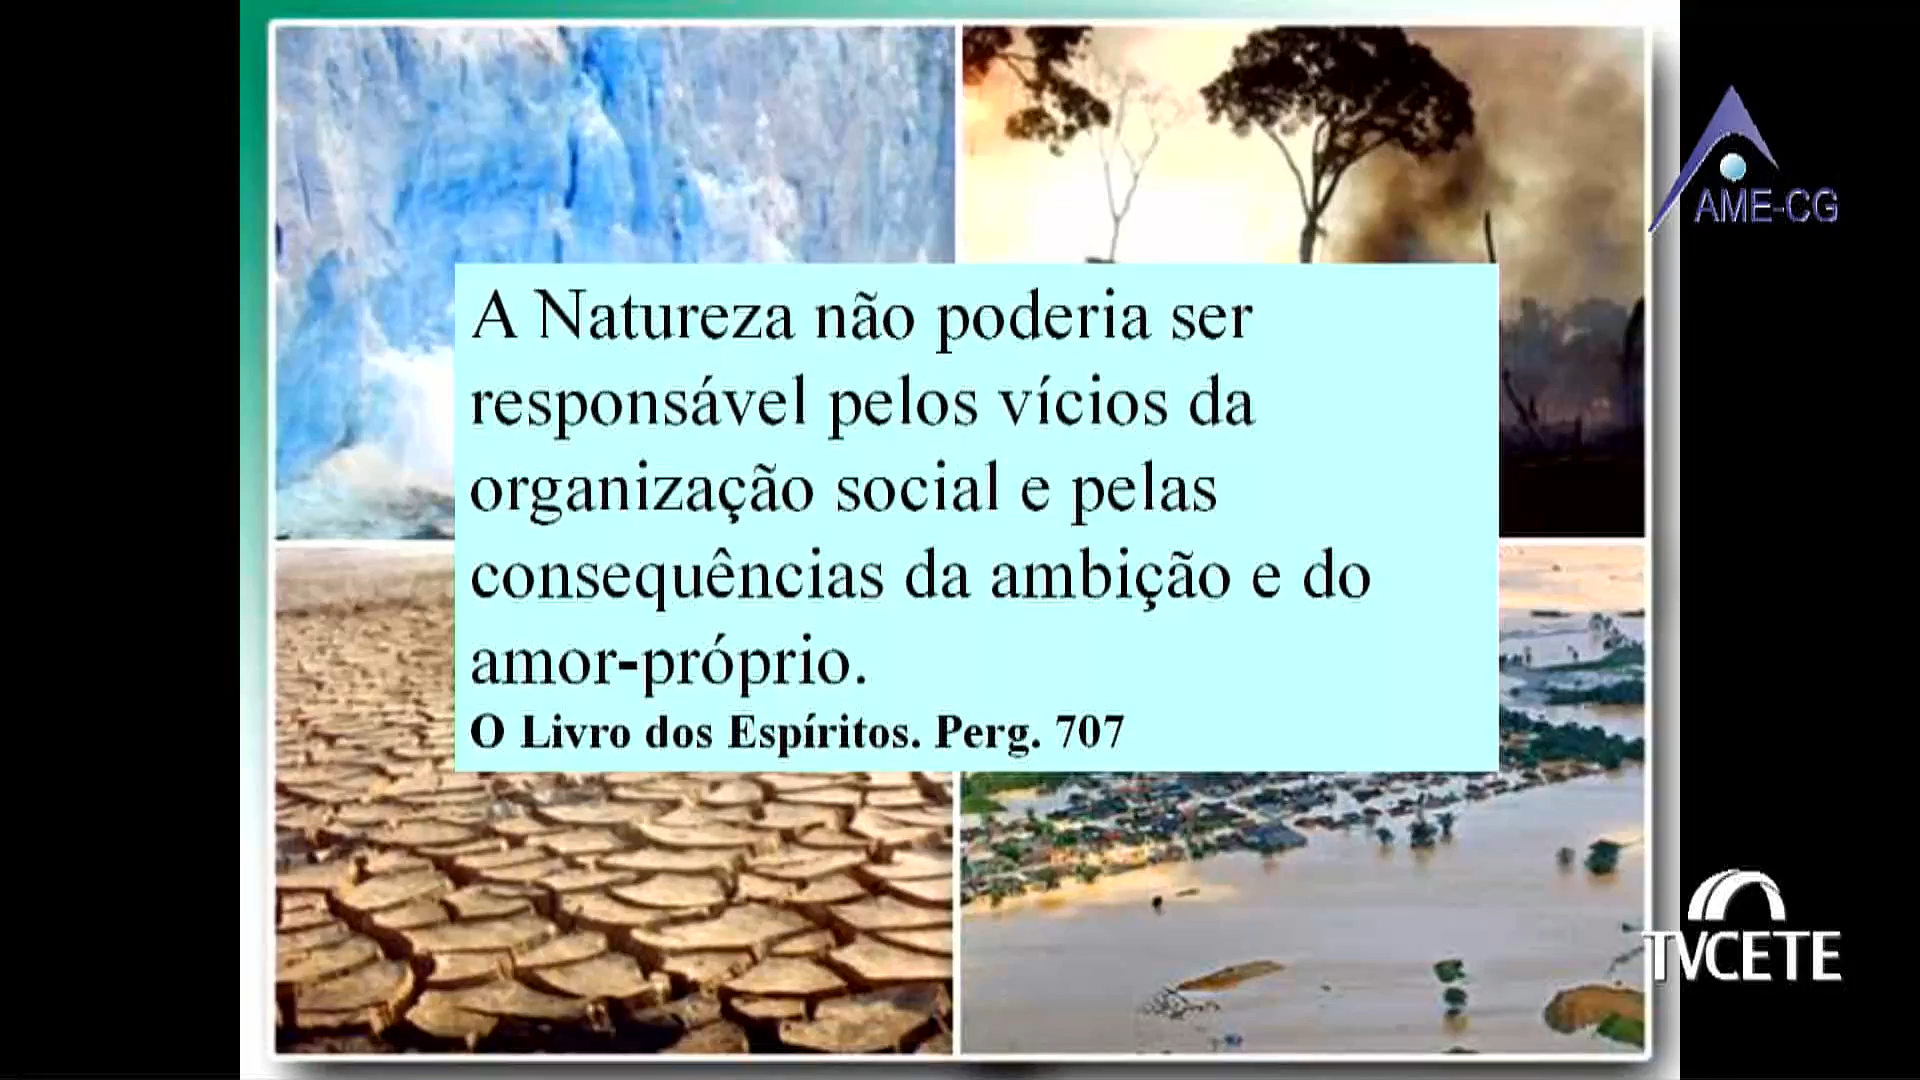 A Natureza não poderia ser
responsável pelos vícios da
organização social e pelas
consequências da ambição e do
amor-próprio.
O Livro dos Espíritos. Perg. 707
AME-CG
TVCETE